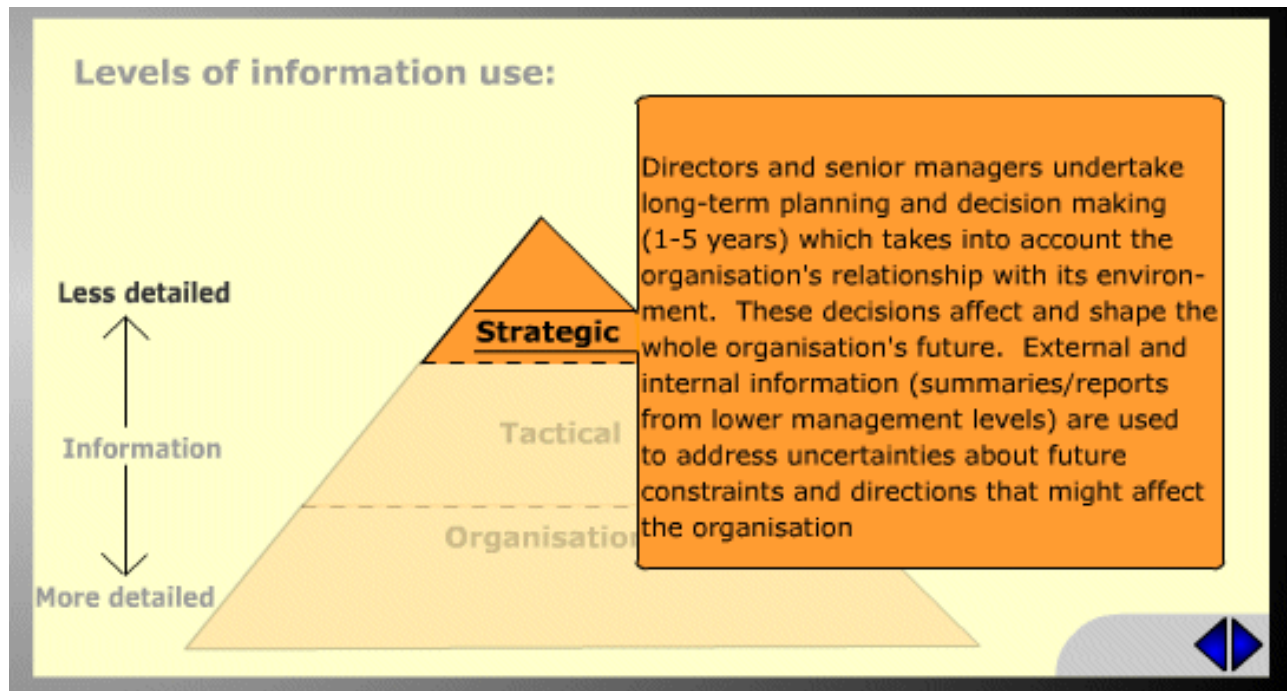 Levels of information use:
Directors and senior managers undertake
long-term planning and decision making
(1-5 years) which takes into account the
organisation's relationship with its environ-
ment.  These decisions affect and shape the
whole organisation's future.  External and
internal information (summaries/reports
from lower management levels) are used
to address uncertainties about future
constraints and directions that might affect
the organisation
Less detailed
Information
More detailed
Strategic
Tactical